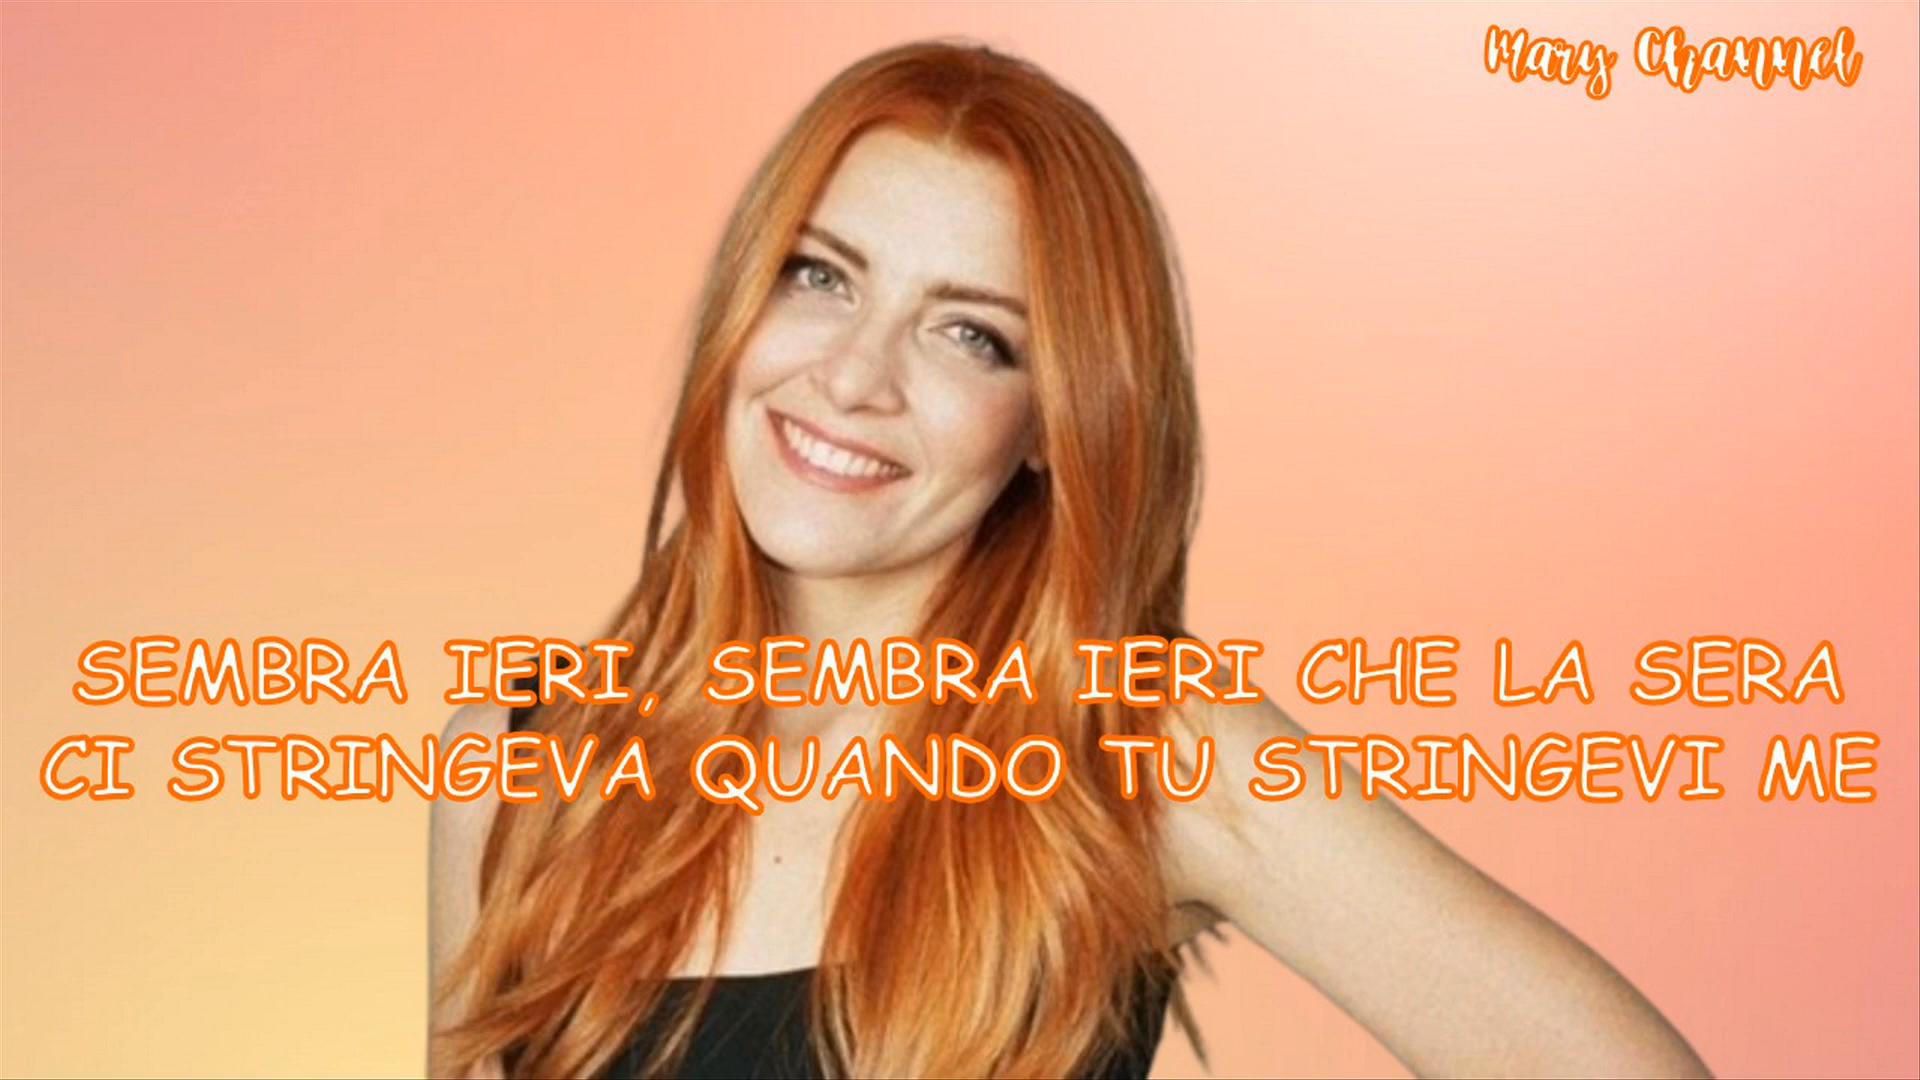 Mary Channel
SEMBRA IERI, SEMBRA IERI CHE LA SERA
CI STRINGEVA QUANDO TU STRINGEVI ME